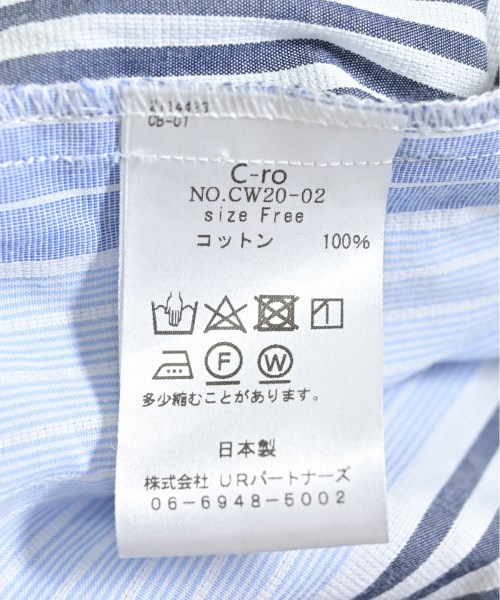 CB-01
C-ro
NO.CW20-02
size Free
コットン 100%
F W
多少縮むことがあります。
日本製
株式会社 URパートナーズ
06-6948-5002